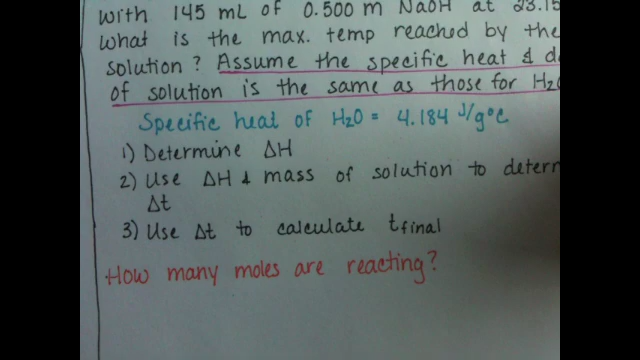 with 145 mL of 0.500 m NaOH at 23.15
What is the max. temp reached by the
solution? Assume the specific heat &
of solution is the same as those for H₂O
Specific heat of H₂O = 4.184 J/g°C
1) Determine ΔH
2) Use ΔH & mass of solution to
Δt
3) Use Δt to calculate tfinal
How many moles are reacting?